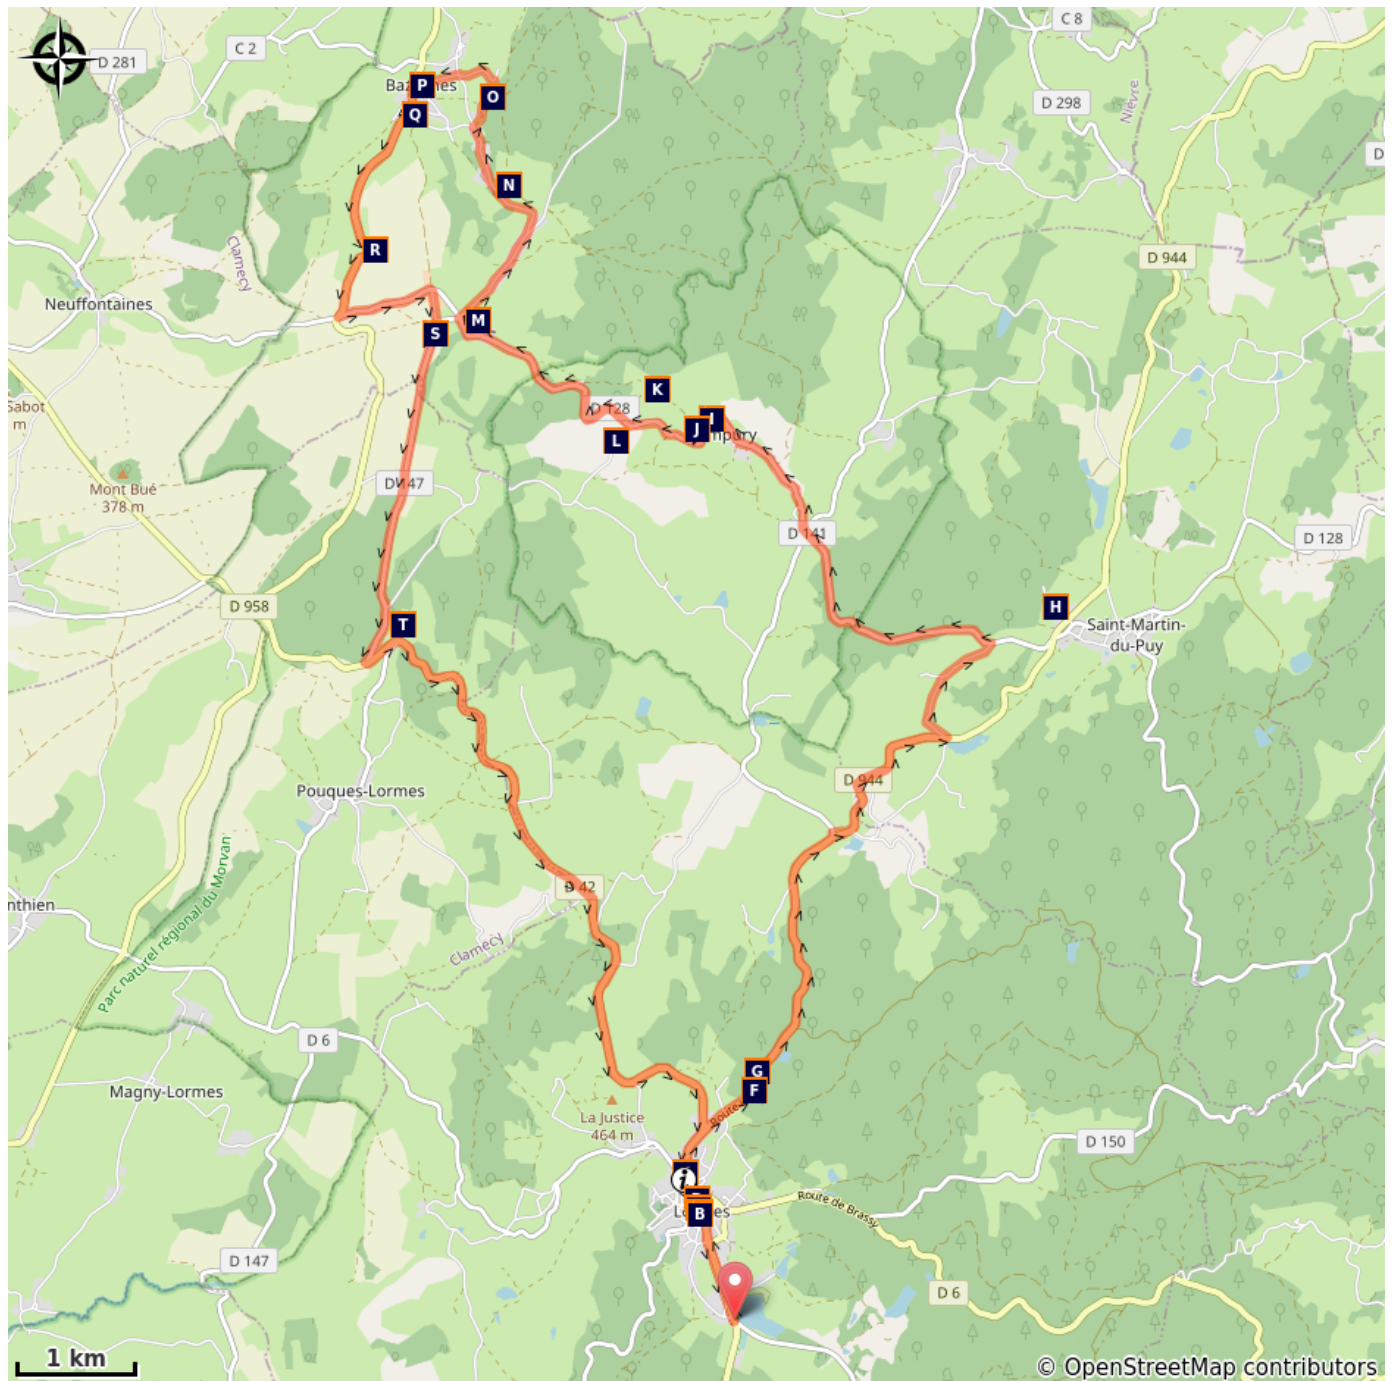 C 8
C 2
D 281
P
Q
O
D 298
Nièvre
D
N
Clamecy
R
D 944
Neuffontaines
M
S
K
D 128
I
J
L
Mont Bué
378 m
D 141
D 128
D 958
T
H
Saint-Martin-
du-Puy
D 944
Pouques-Lormes
Parc naturel régional du Morvan
Clamecy
nthien
D 6
G
F
Route
Magny-Lormes
La Justice
464 m
D 150
i
B
Route de Brassy
D 147
D 6
1 km
© OpenStreetMap contributors